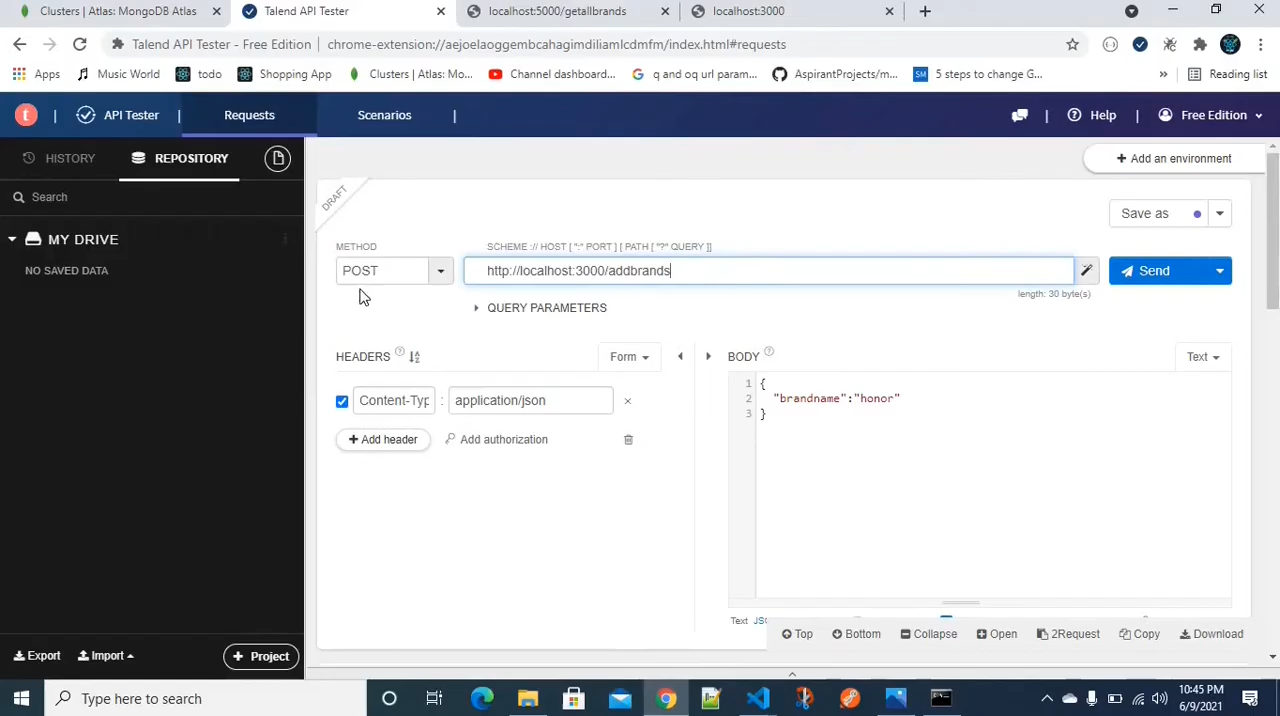 Clusters | Atlas: MongoDB Atlas
Talend API Tester
localhost:5000/getallbrands
localhost:3000
Talend API Tester - Free Edition | chrome-extension://aejoelaoggembcahagimdiliamlcdmfm/index.html#requests
Apps
Music World
todo
Shopping App
Clusters | Atlas: Mo...
Channel dashboard...
q and oq url param...
AspirantProjects/m...
SM
5 steps to change G...
»
Reading list
t | API Tester | Requests
Scenarios |
| Help | Free Edition
HISTORY
REPOSITORY
+ Add an environment
Search
DRAFT
Save as
MY DRIVE
METHOD
SCHEME :// HOST [ ":" PORT ] [ PATH [ "?" QUERY ]]
NO SAVED DATA
POST
http://localhost:3000/addbrands
Send
length: 30 byte(s)
QUERY PARAMETERS
HEADERS ?
Form
BODY ?
Text
1 {
2 "brandname":"honor"
3 }
Content-Typ : application/json ×
+ Add header
Add authorization
Text
Top
Bottom
Collapse
Open
2Request
Copy
Download
Export
Import
+ Project
Type here to search
10:45 PM
6/9/2021